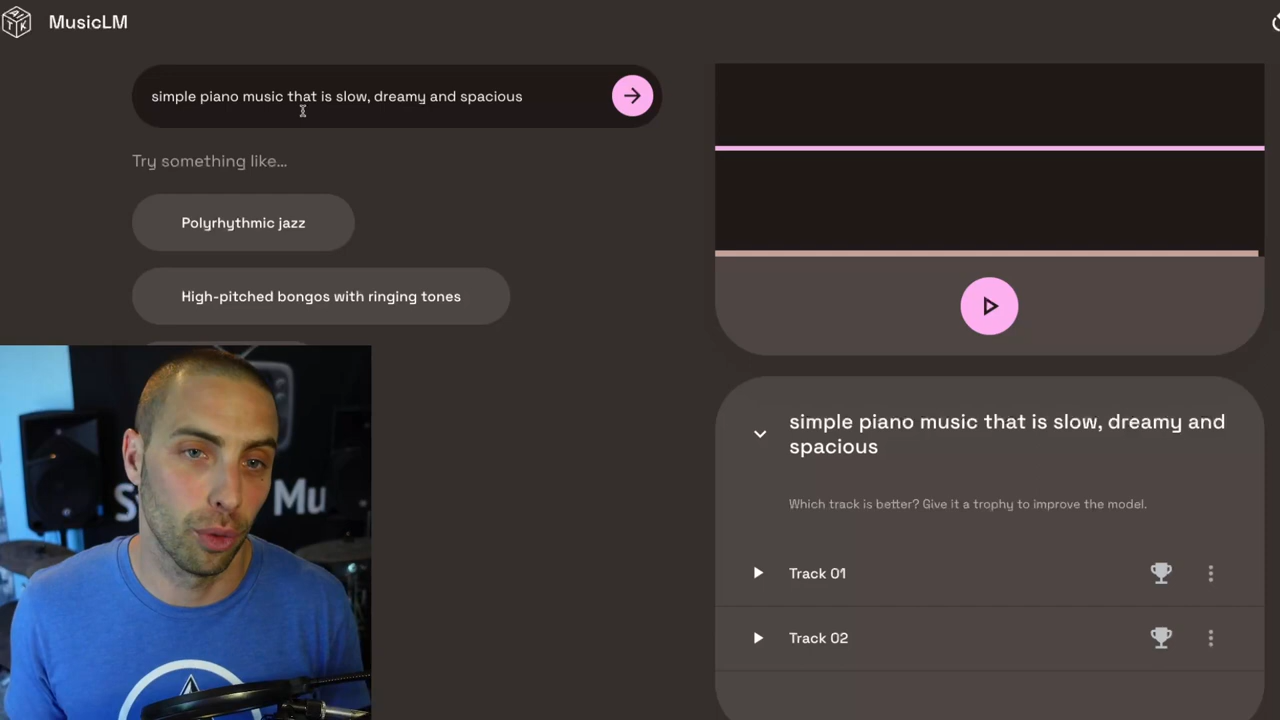 MusicLM
simple piano music that is slow, dreamy and spacious
Try something like...
Polyrhythmic jazz
High-pitched bongos with ringing tones
simple piano music that is slow, dreamy and
spacious
Which track is better? Give it a trophy to improve the model.
Track 01
Track 02